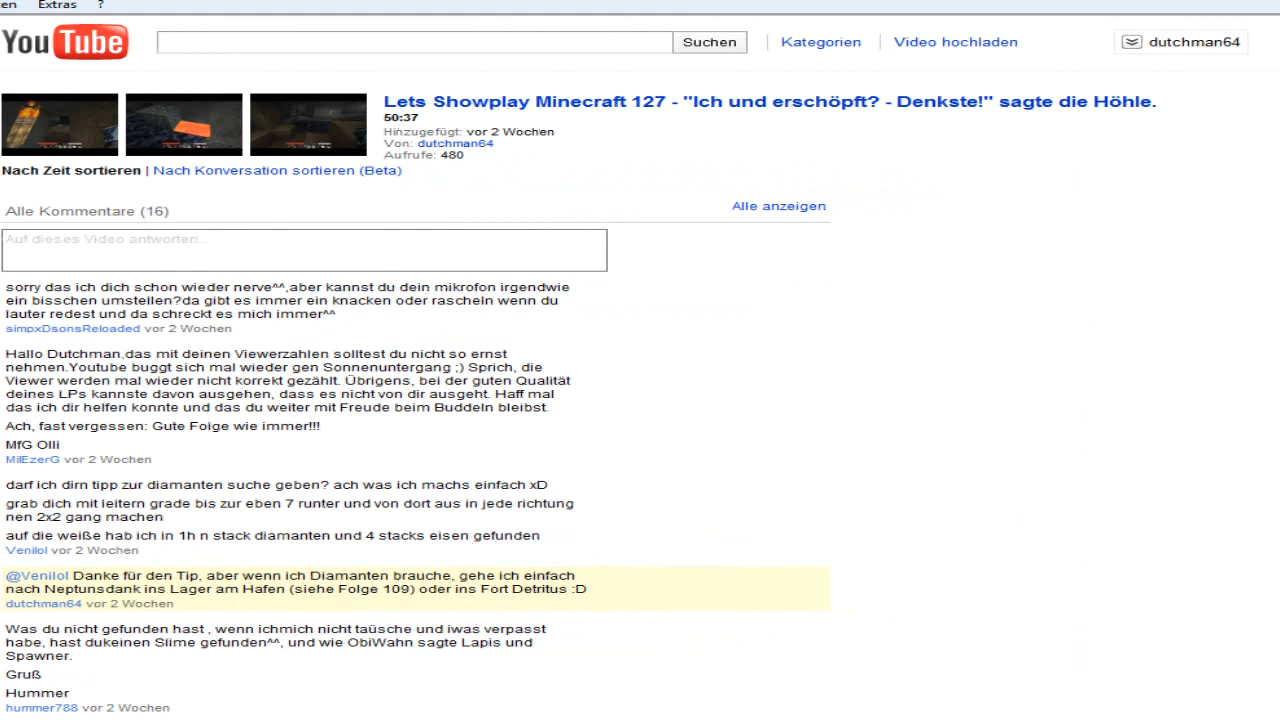 en Extras ?
YouTube Suchen Kategorien Video hochladen dutchman64
Lets Showplay Minecraft 127 - "Ich und erschöpft? - Denkste!" sagte die Höhle.
50:37
Hinzugefügt: vor 2 Wochen
Von: dutchman64
Aufrufe: 480
Nach Zeit sortieren | Nach Konversation sortieren (Beta)
Alle Kommentare (16) Alle anzeigen
Auf dieses Video antworten...
sorry das ich dich schon wieder nerve^^,aber kannst du dein mikrofon irgendwie
ein bisschen umstellen?da gibt es immer ein knacken oder rascheln wenn du
lauter redest und da schreckt es mich immer^^
simpxDsonsReloaded vor 2 Wochen
Hallo Dutchman,das mit deinen Viewerzahlen solltest du nicht so ernst
nehmen.Youtube buggt sich mal wieder gen Sonnenuntergang ;) Sprich, die
Viewer werden mal wieder nicht korrekt gezählt. Übrigens, bei der guten Qualität
deines LPs kannste davon ausgehen, dass es nicht von dir ausgeht. Haff mal
das ich dir helfen konnte und das du weiter mit Freude beim Buddeln bleibst.
Ach, fast vergessen: Gute Folge wie immer!!!
MfG Olli
MilEzerG vor 2 Wochen
darf ich dirn tipp zur diamanten suche geben? ach was ich machs einfach xD
grab dich mit leitern grade bis zur eben 7 runter und von dort aus in jede richtung
nen 2x2 gang machen
auf die weiße hab ich in 1h n stack diamanten und 4 stacks eisen gefunden
Venilol vor 2 Wochen
@Venilol Danke für den Tip, aber wenn ich Diamanten brauche, gehe ich einfach
nach Neptunsdank ins Lager am Hafen (siehe Folge 109) oder ins Fort Detritus :D
dutchman64 vor 2 Wochen
Was du nicht gefunden hast , wenn ichmich nicht taüsche und iwas verpasst
habe, hast dukeinen Slime gefunden^^, und wie ObiWahn sagte Lapis und
Spawner.
Gruß
Hummer
hummer788 vor 2 Wochen